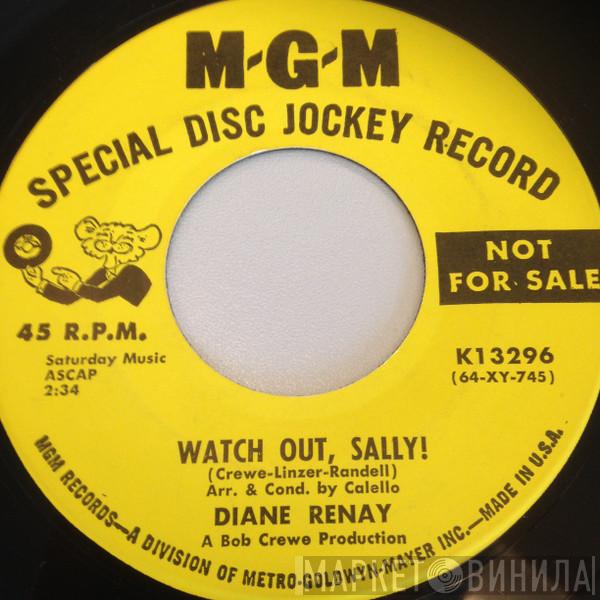 M-G-M
SPECIAL DISC JOCKEY RECORD
NOT
FOR SALE
45 R.P.M.
Saturday Music
ASCAP
2:34
K13296
(64-XY-745)
WATCH OUT, SALLY!
(Crewe-Linzer-Randell)
Arr. & Cond. by Calello
DIANE RENAY
A Bob Crewe Production
MGM RECORDS—A DIVISION OF METRO-GOLDWYN-MAYER INC.—MADE IN U.S.A.
МАРКЕТ ВИНИЛА